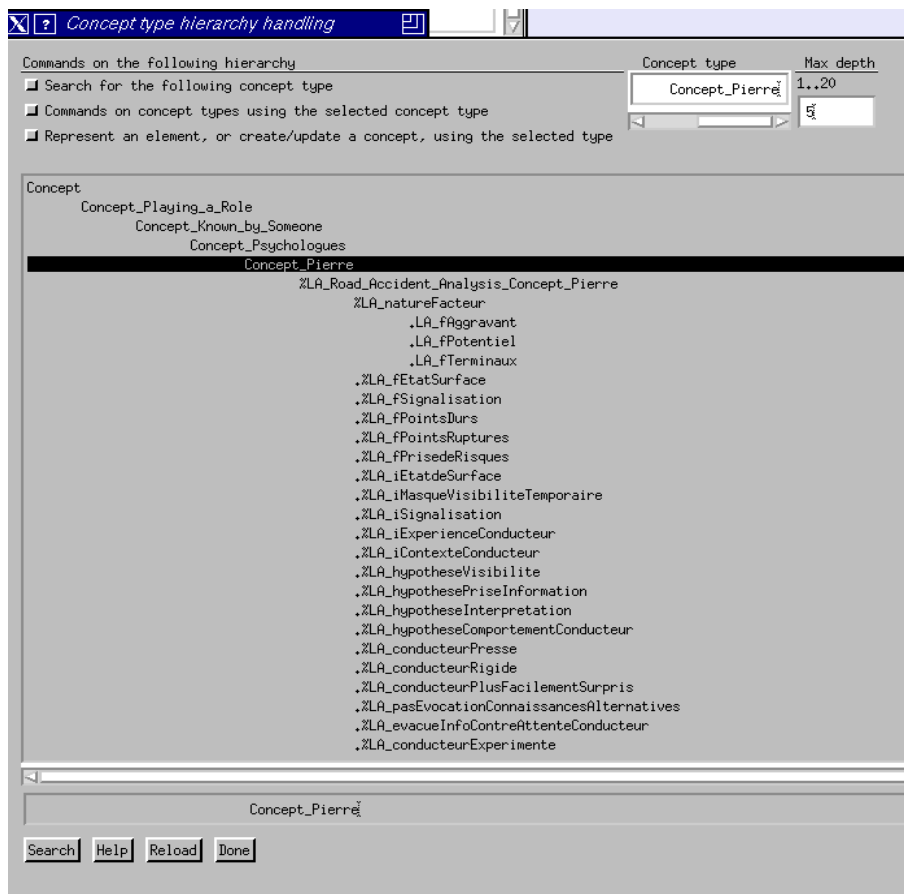 Concept type hierarchy handling
Commands on the following hierarchy Concept type Max depth
Search for the following concept type Concept_Pierre 1..20
Commands on concept types using the selected concept type 5
Represent an element, or create/update a concept, using the selected type
Concept
Concept_Playing_a_Role
Concept_Known_by_Someone
Concept_Psychologues
Concept_Pierre
%LA_Road_Accident_Analysis_Concept_Pierre
%LA_natureFacteur
.LA_fAggravant
.LA_fPotentiel
.LA_fTerminaux
.%LA_fEtatSurface
.%LA_fSignalisation
.%LA_fPointsDurs
.%LA_fPointsRuptures
.%LA_fPrisedeRisques
.%LA_iEtatdeSurface
.%LA_iMasqueVisibiliteTemporaire
.%LA_iSignalisation
.%LA_iExperienceConducteur
.%LA_iContexteConducteur
.%LA_hypotheseVisibilite
.%LA_hypothesePriseInformation
.%LA_hypotheseInterpretation
.%LA_hypotheseComportementConducteur
.%LA_conducteurPresse
.%LA_conducteurRigide
.%LA_conducteurPlusFacilementSurpris
.%LA_pasEvocationConnaissancesAlternatives
.%LA_evacueInfoContreAttenteConducteur
.%LA_conducteurExperimente
Concept_Pierre
Search Help Reload Done